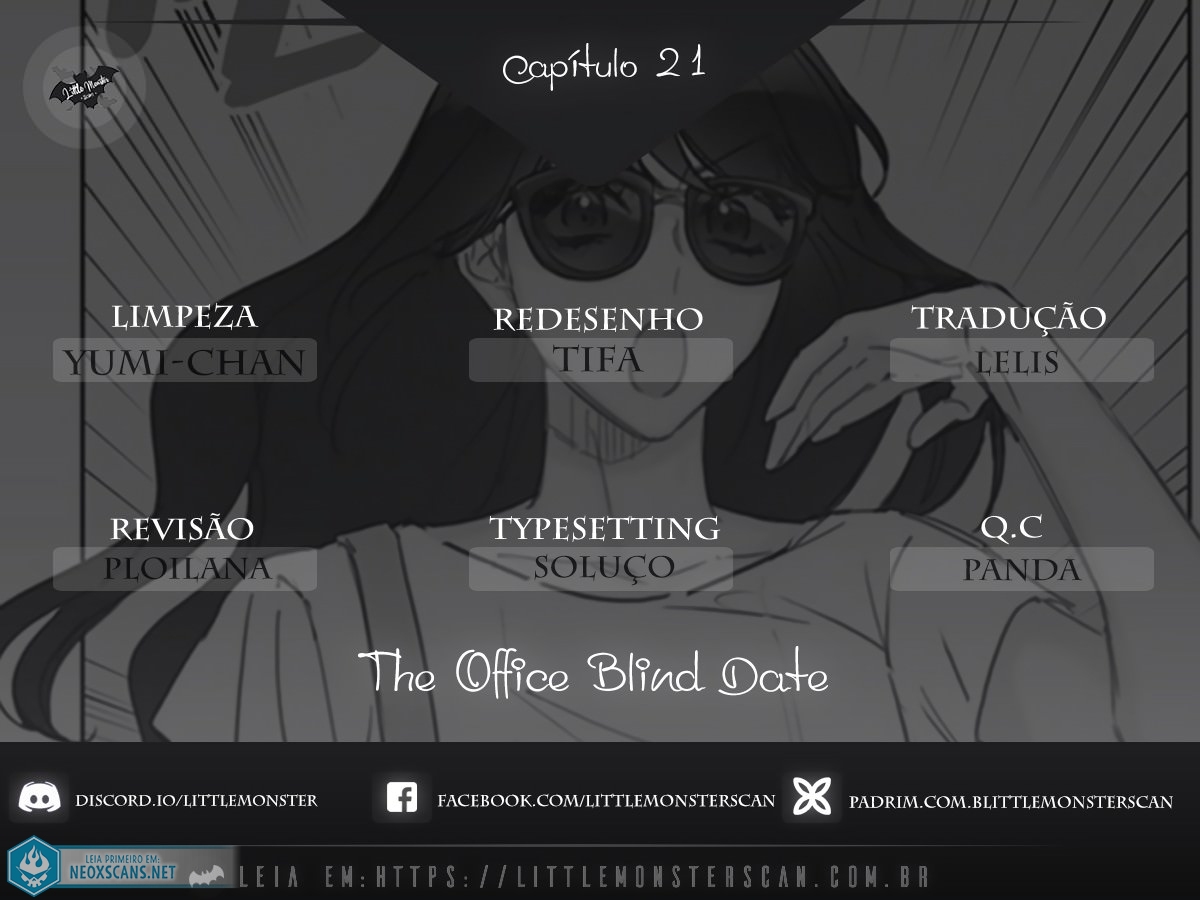 Capítulo 21
Little Monster
LIMPEZA
YUMI-CHAN
REDESENHO
TIFA
TRADUÇÃO
LELIS
REVISÃO
PLOILANA
TYPESETTING
SOLUÇO
Q.C
PANDA
The Office Blind Date
DISCORD.IO/LITTLEMONSTER
FACEBOOK.COM/LITTLEMONSTERSCAN
PADRIM.COM.BLITTLEMONSTERSCAN
LEIA PRIMEIRO EM:
NEOXSCANS.NET
LEIA EM:HTTPS://LITTLEMONSTERSCAN.COM.BR